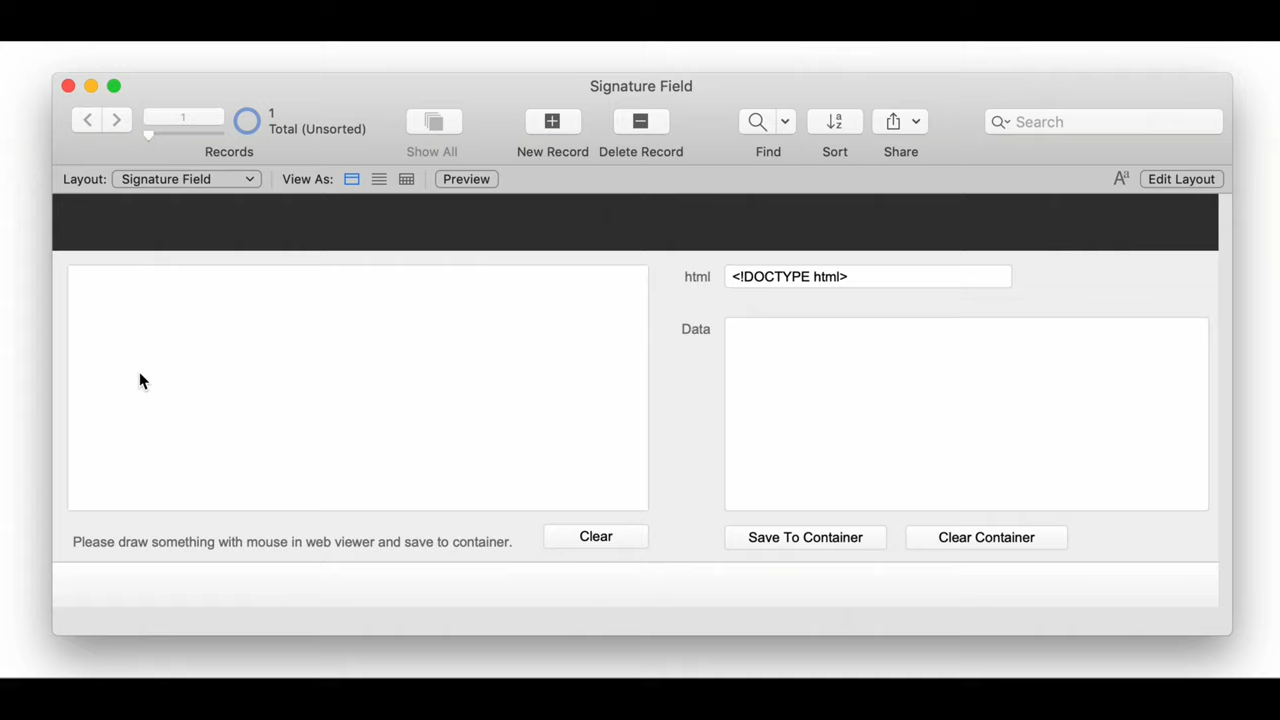 Signature Field
1
1
Total (Unsorted)
Records
Show All
New Record
Delete Record
Find
Sort
Share
Search
Layout:
Signature Field
View As:
Preview
Aa
Edit Layout
html
<!DOCTYPE html>
Data
Please draw something with mouse in web viewer and save to container.
Clear
Save To Container
Clear Container